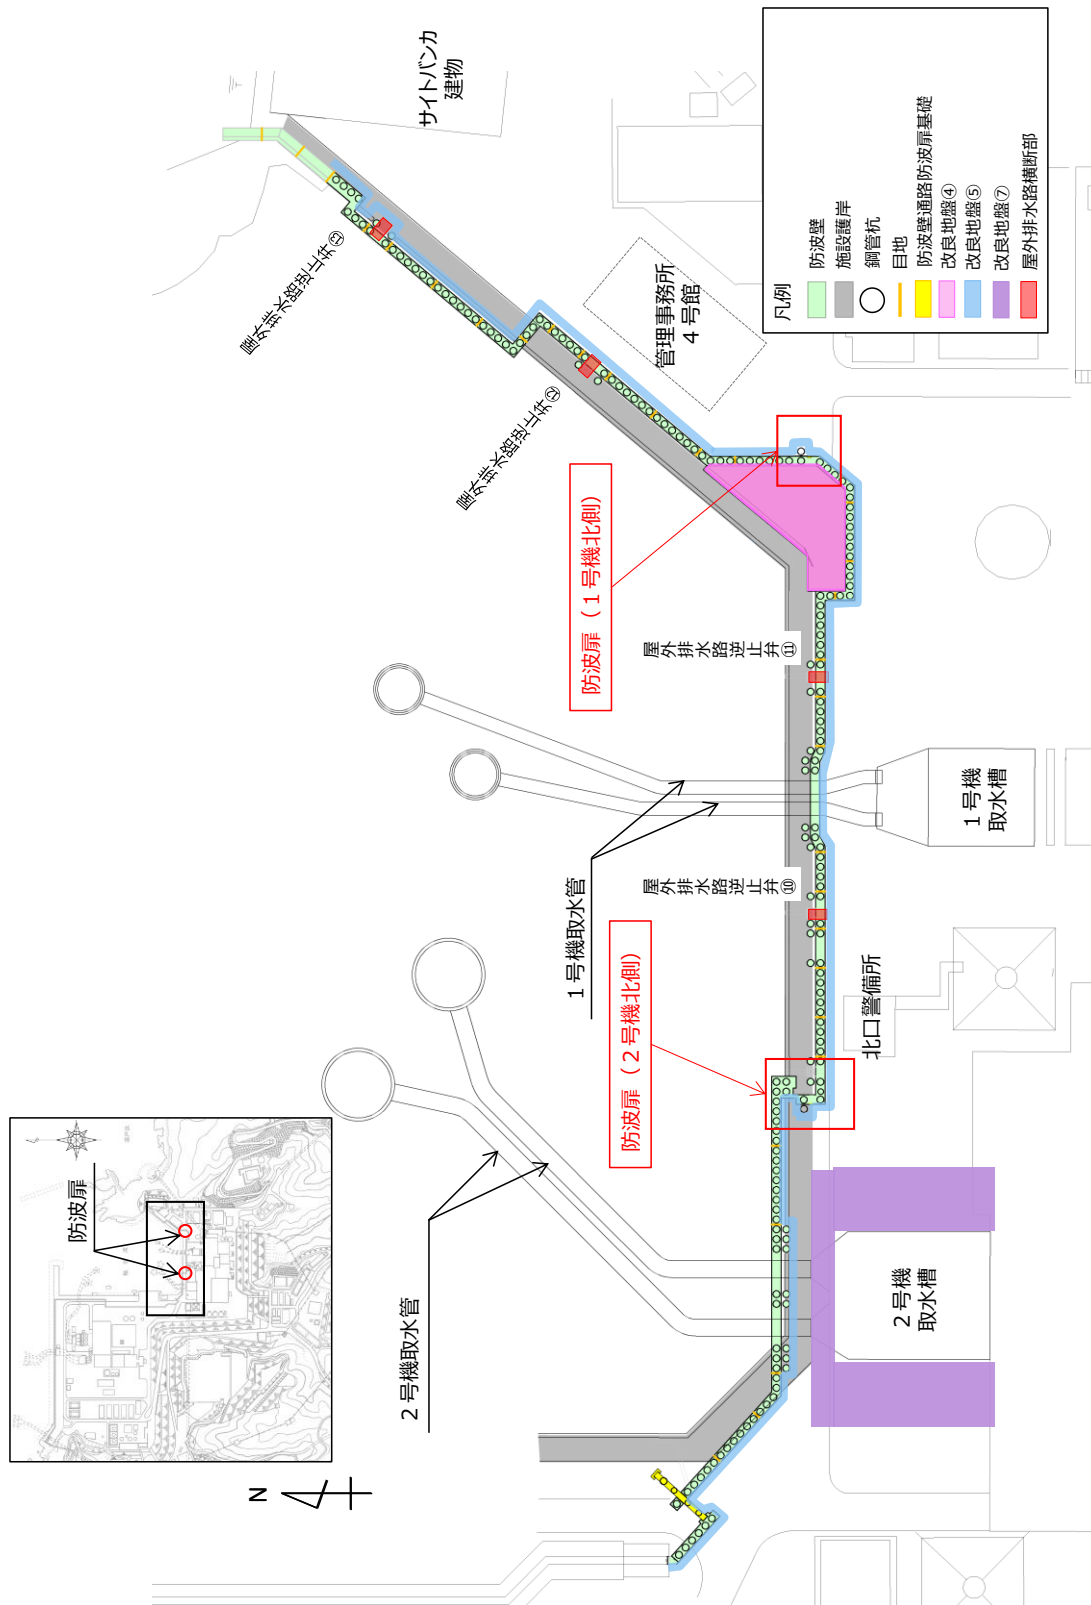 防波扉
N
2号機取水管
防波扉（2号機北側）
1号機取水管
防波扉（1号機北側）
屋外排水路逆止弁⑩
屋外排水路逆止弁⑪
屋外排水路逆止弁⑫
屋外排水路逆止弁⑬
サイトバンカ
建物
管理事務所
4号館
北口警備所
1号機
取水槽
2号機
取水槽
凡例
防波壁
施設護岸
鋼管杭
目地
防波壁通路防波扉基礎
改良地盤④
改良地盤⑤
改良地盤⑦
屋外排水路横断部